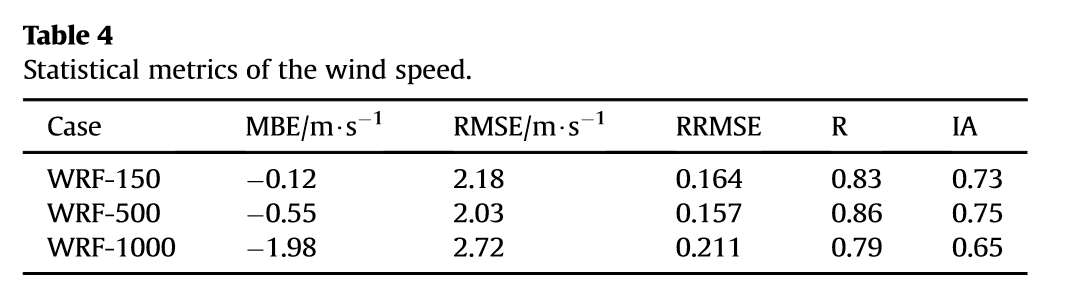 Table 4
Statistical metrics of the wind speed.
Case MBE/m·s⁻¹ RMSE/m·s⁻¹ RRMSE R IA
WRF-150 −0.12 2.18 0.164 0.83 0.73
WRF-500 −0.55 2.03 0.157 0.86 0.75
WRF-1000 −1.98 2.72 0.211 0.79 0.65